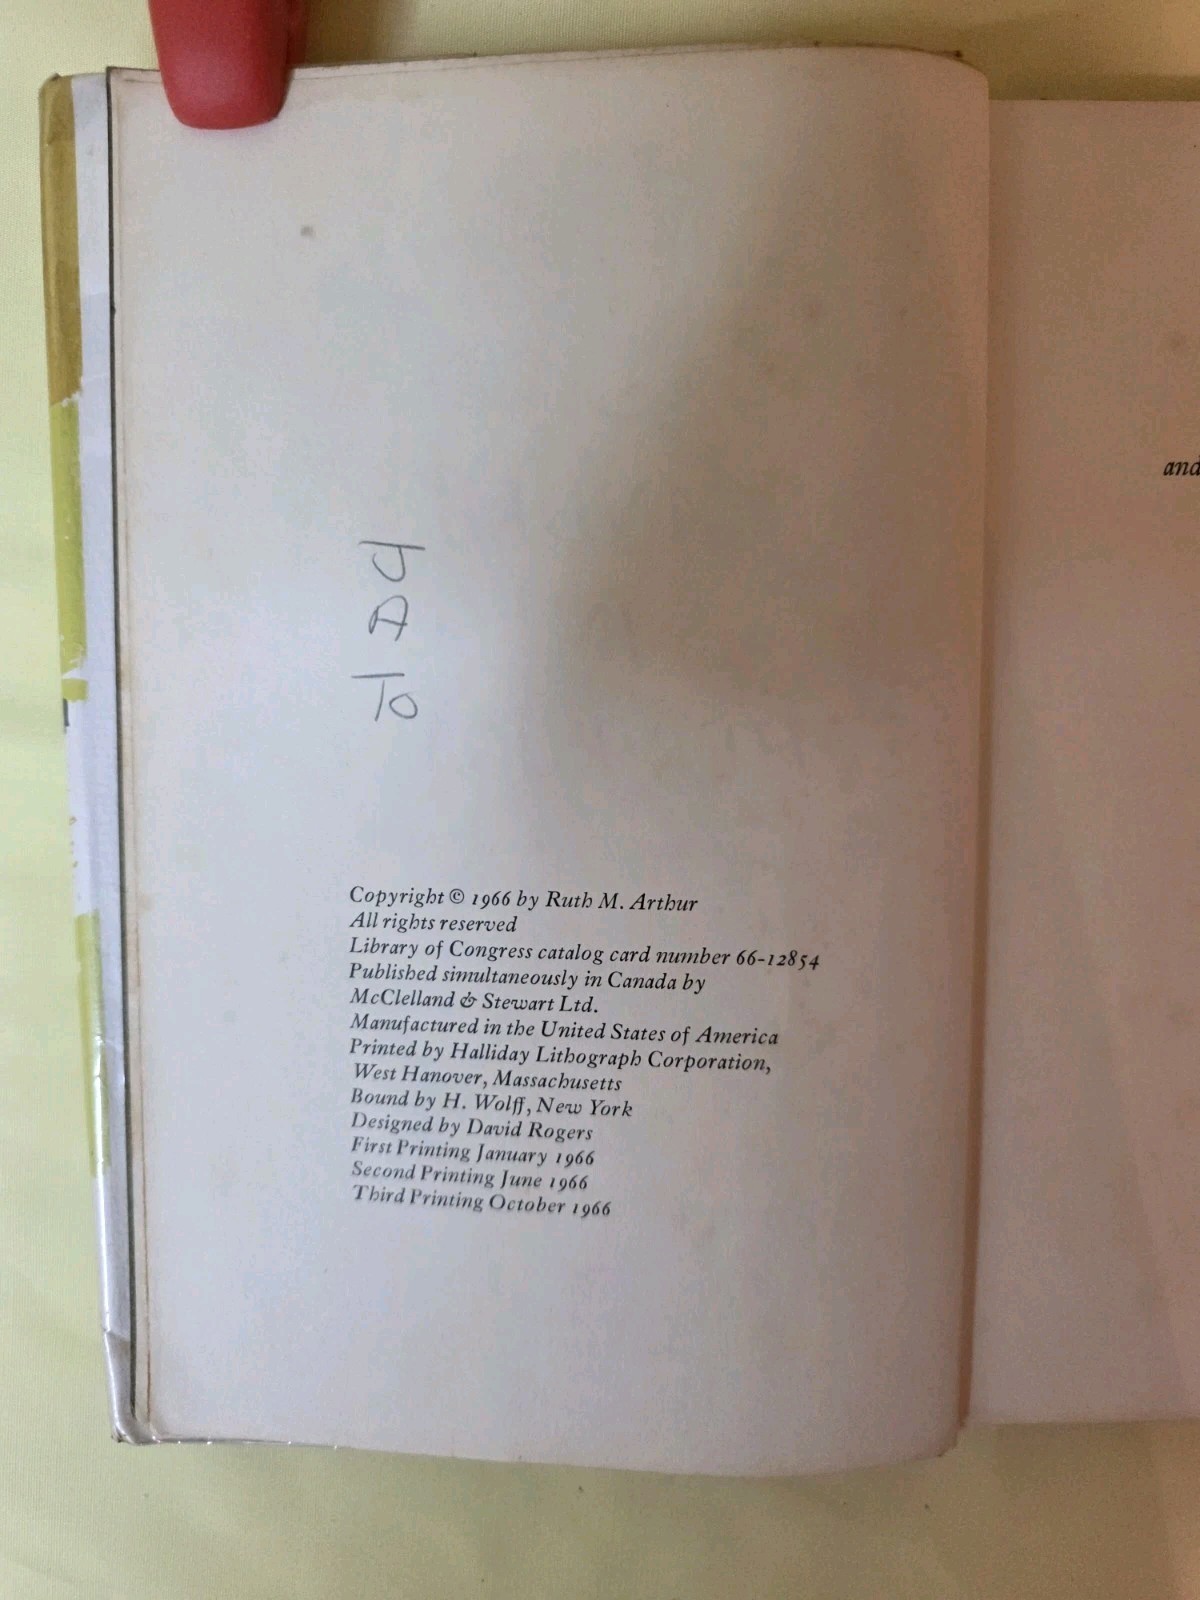 To A J
Copyright © 1966 by Ruth M. Arthur
All rights reserved
Library of Congress catalog card number 66-12854
Published simultaneously in Canada by
McClelland & Stewart Ltd.
Manufactured in the United States of America
Printed by Halliday Lithograph Corporation,
West Hanover, Massachusetts
Bound by H. Wolff, New York
Designed by David Rogers
First Printing January 1966
Second Printing June 1966
Third Printing October 1966
and